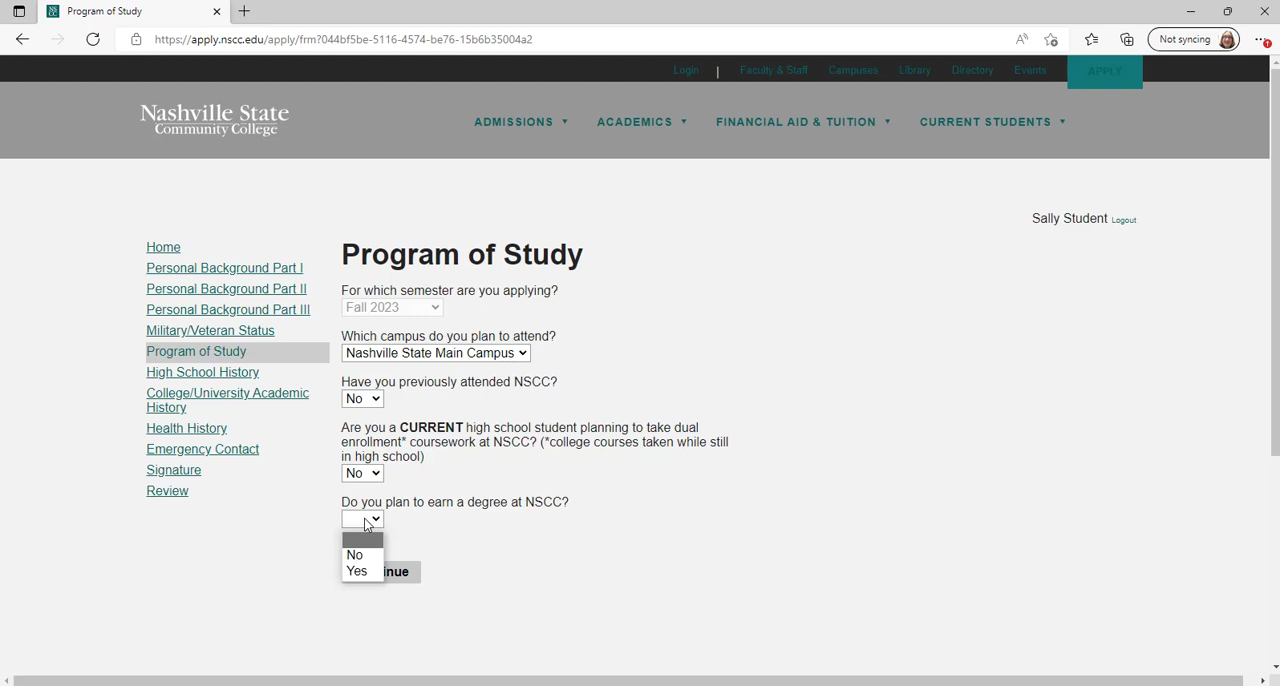 Program of Study
https://apply.nscc.edu/apply/frm?044bf5be-5116-4574-be76-15b6b35004a2
Not syncing
Login | Faculty & Staff Campuses Library Directory Events APPLY
Nashville State
Community College
ADMISSIONS ACADEMICS FINANCIAL AID & TUITION CURRENT STUDENTS
Sally Student Logout
Home
Personal Background Part I
Personal Background Part II
Personal Background Part III
Military/Veteran Status
Program of Study
High School History
College/University Academic
History
Health History
Emergency Contact
Signature
Review
Program of Study
For which semester are you applying?
Fall 2023
Which campus do you plan to attend?
Nashville State Main Campus
Have you previously attended NSCC?
No
Are you a CURRENT high school student planning to take dual
enrollment* coursework at NSCC? (*college courses taken while still
in high school)
No
Do you plan to earn a degree at NSCC?
No
Yes
inue